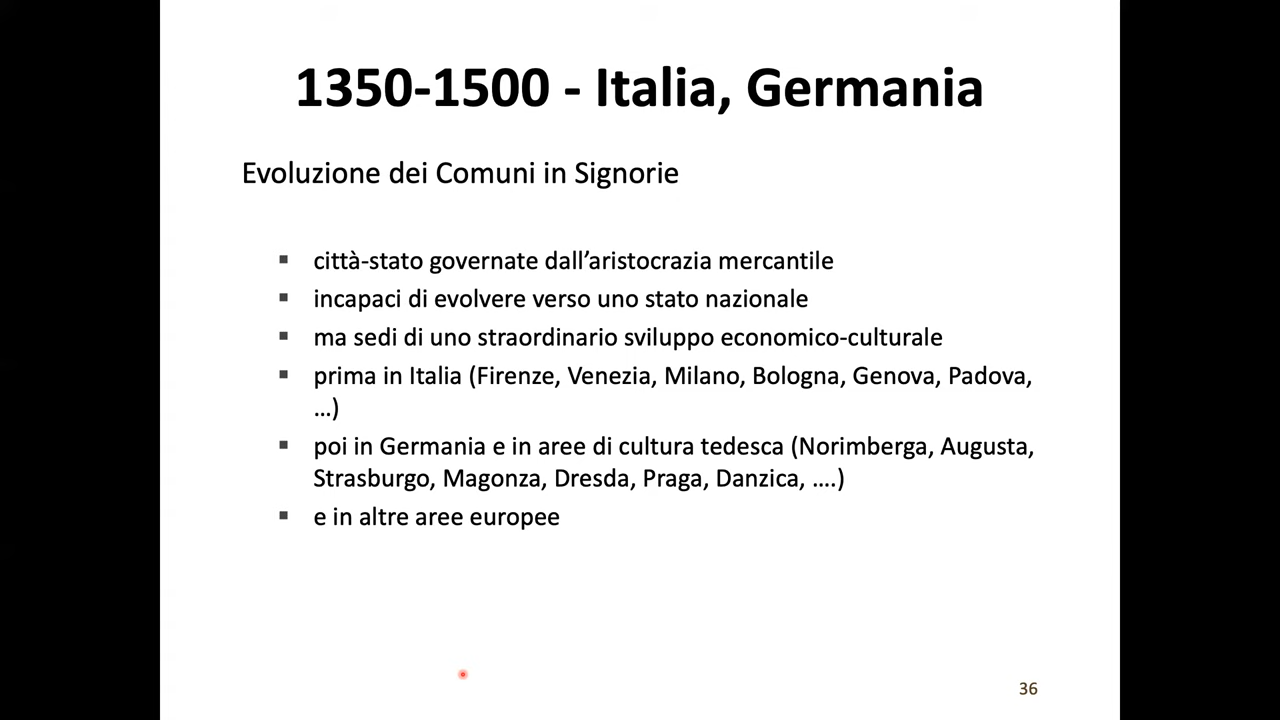 1350-1500 - Italia, Germania
Evoluzione dei Comuni in Signorie
▪ città-stato governate dall’aristocrazia mercantile
▪ incapaci di evolvere verso uno stato nazionale
▪ ma sedi di uno straordinario sviluppo economico-culturale
▪ prima in Italia (Firenze, Venezia, Milano, Bologna, Genova, Padova,
…)
▪ poi in Germania e in aree di cultura tedesca (Norimberga, Augusta,
Strasburgo, Magonza, Dresda, Praga, Danzica, ….)
▪ e in altre aree europee
36